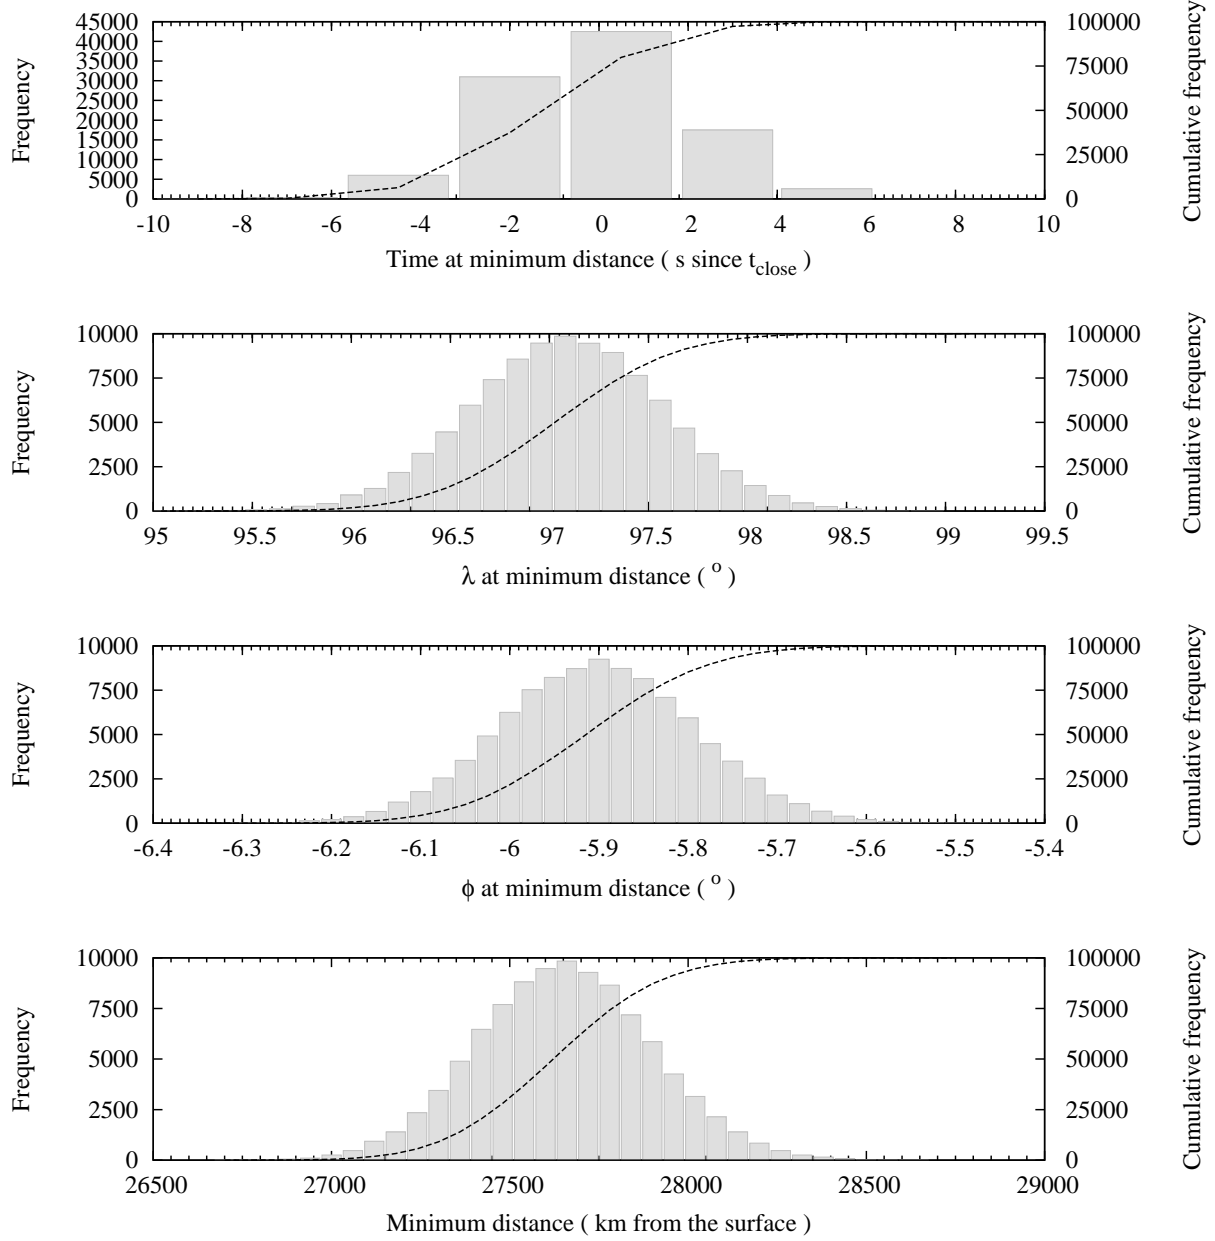 45000 100000
40000
35000 75000
30000
25000 50000
20000
15000 25000
10000
5000
0 0
-10 -8 -6 -4 -2 0 2 4 6 8 10
Frequency
Cumulative frequency
Time at minimum distance ( s since t_close )
10000 100000
7500 75000
5000 50000
2500 25000
0 0
95 95.5 96 96.5 97 97.5 98 98.5 99 99.5
Frequency
Cumulative frequency
λ at minimum distance ( ° )
10000 100000
7500 75000
5000 50000
2500 25000
0 0
-6.4 -6.3 -6.2 -6.1 -6 -5.9 -5.8 -5.7 -5.6 -5.5 -5.4
Frequency
Cumulative frequency
ϕ at minimum distance ( ° )
10000 100000
7500 75000
5000 50000
2500 25000
0 0
26500 27000 27500 28000 28500 29000
Frequency
Cumulative frequency
Minimum distance ( km from the surface )